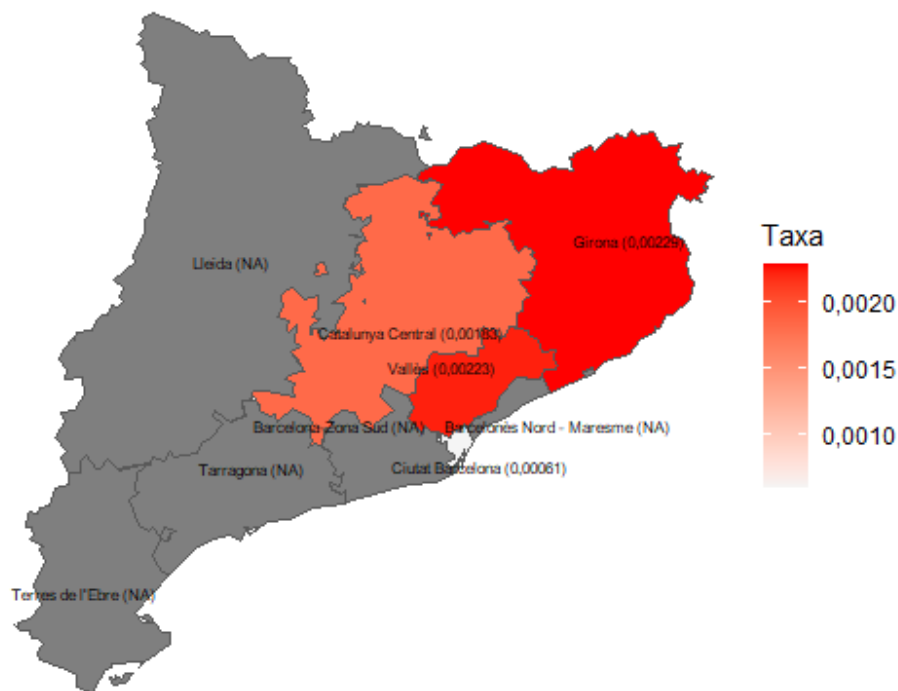 Taxa
Girona (0,00229)
Lleida (NA)
0,0020
Catalunya Central (0,00183)
Vallès (0,00223)
0,0015
Barcelona Zona Sud (NA)
Barcelonès Nord - Maresme (NA)
0,0010
Tarragona (NA)
Ciutat Barcelona (0,00061)
Terres de l'Ebre (NA)